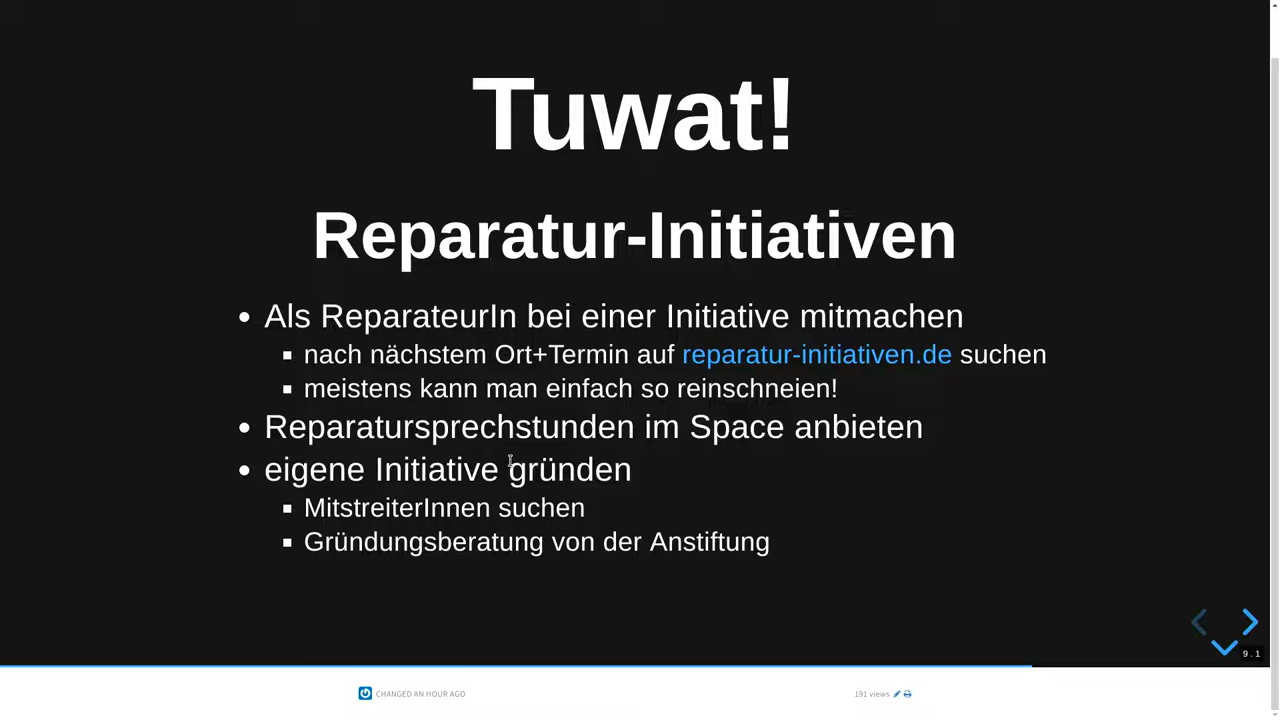 Tuwat!
Reparatur-Initiativen
Als ReparateurIn bei einer Initiative mitmachen
nach nächstem Ort+Termin auf reparatur-initiativen.de suchen
meistens kann man einfach so reinschneien!
Reparatursprechstunden im Space anbieten
eigene Initiative gründen
MitstreiterInnen suchen
Gründungsberatung von der Anstiftung
9.1
CHANGED AN HOUR AGO
191 views